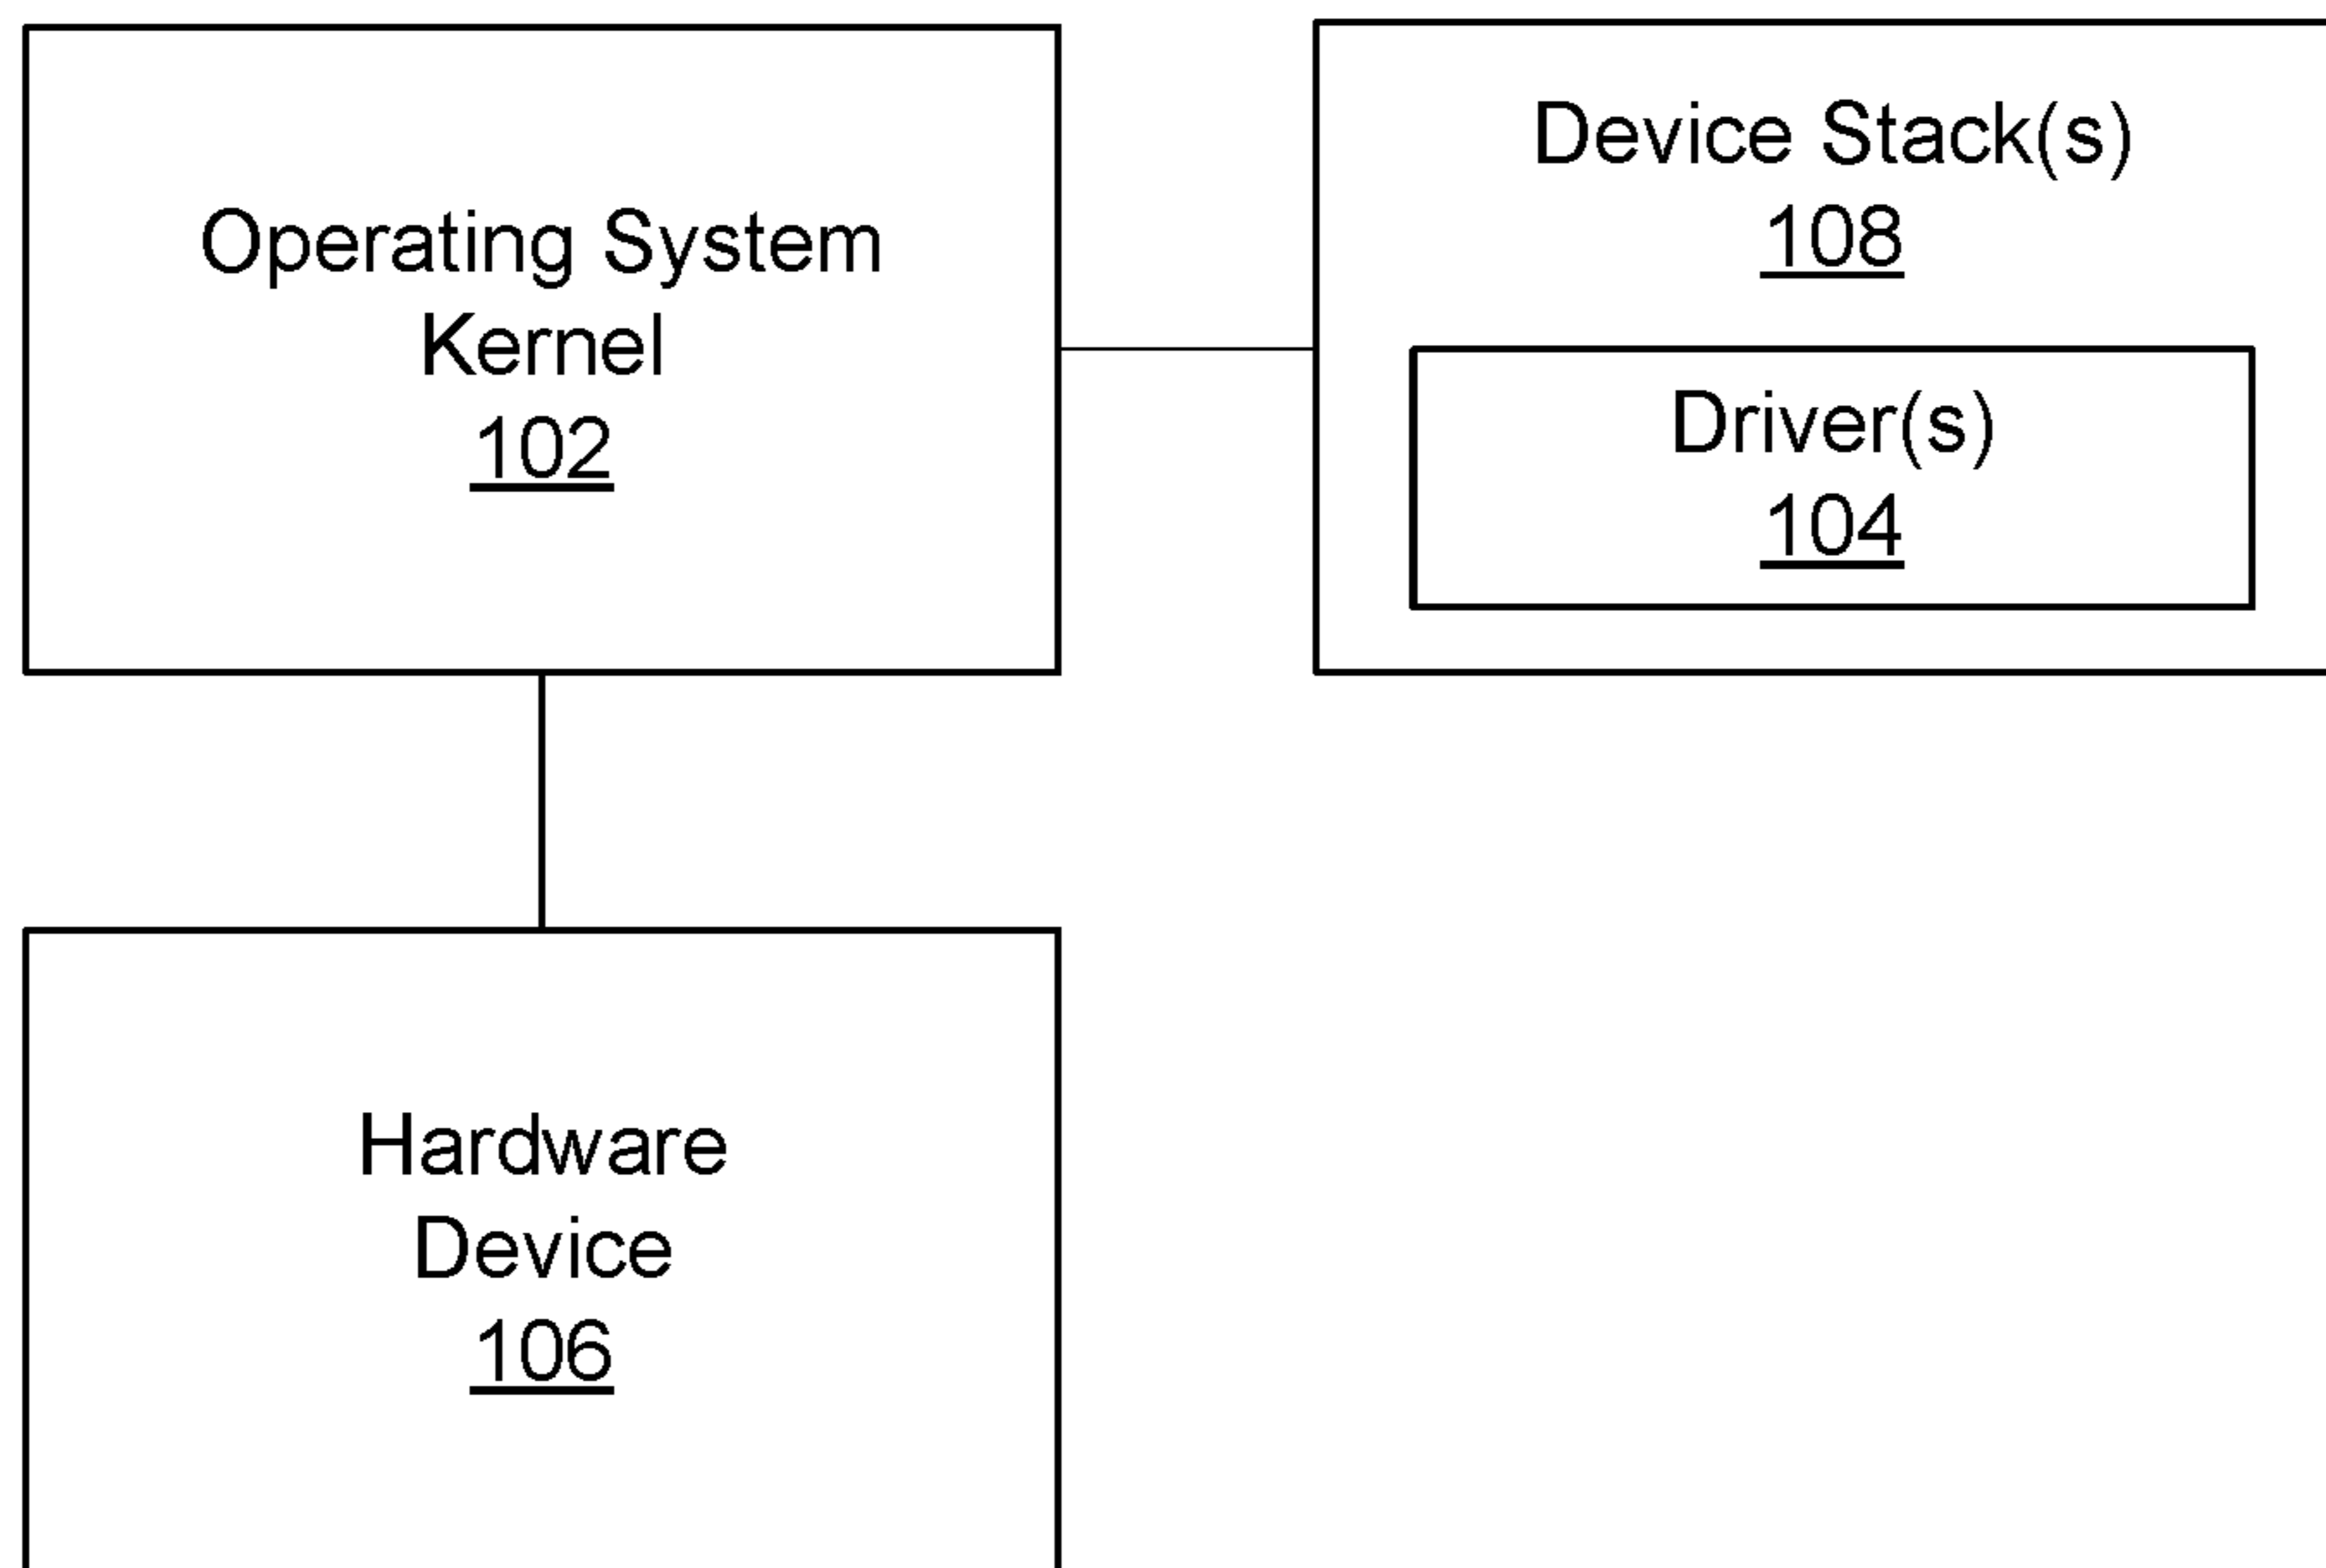 Operating System
Kernel
102
Device Stack(s)
108
Driver(s)
104
Hardware
Device
106